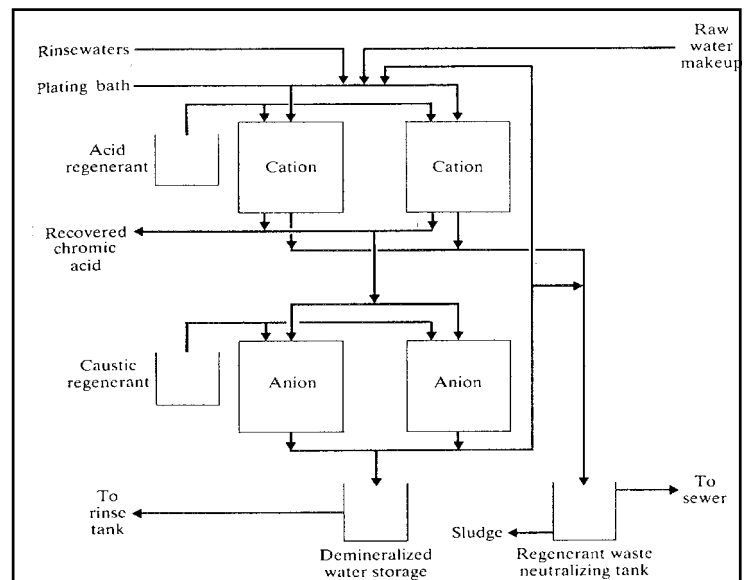 Rinsewaters
Raw
water
makeup
Plating bath
Acid
regenerant
Cation
Cation
Recovered
chromic
acid
Caustic
regenerant
Anion
Anion
To
rinse
tank
Demineralized
water storage
Sludge
To
sewer
Regenerant waste
neutralizing tank